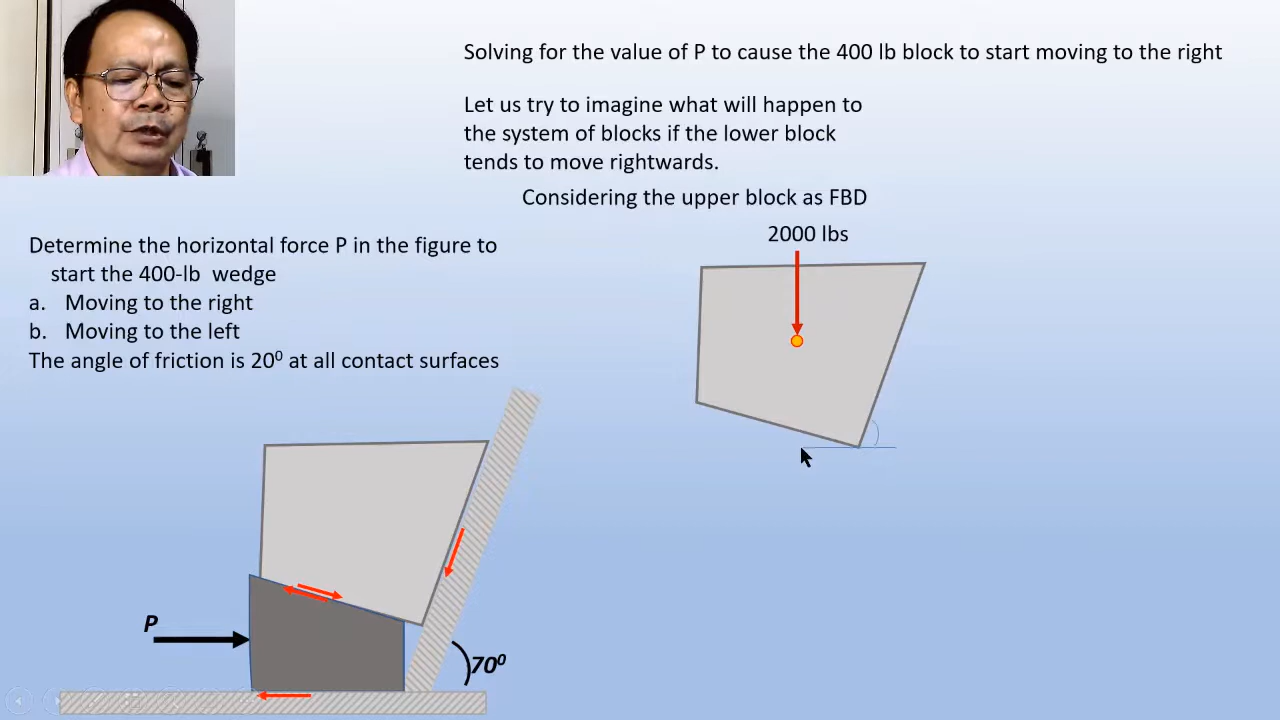 Solving for the value of P to cause the 400 lb block to start moving to the right
Let us try to imagine what will happen to
the system of blocks if the lower block
tends to move rightwards.
Considering the upper block as FBD
2000 lbs
Determine the horizontal force P in the figure to
start the 400-lb wedge
a. Moving to the right
b. Moving to the left
The angle of friction is 20⁰ at all contact surfaces
P
70⁰